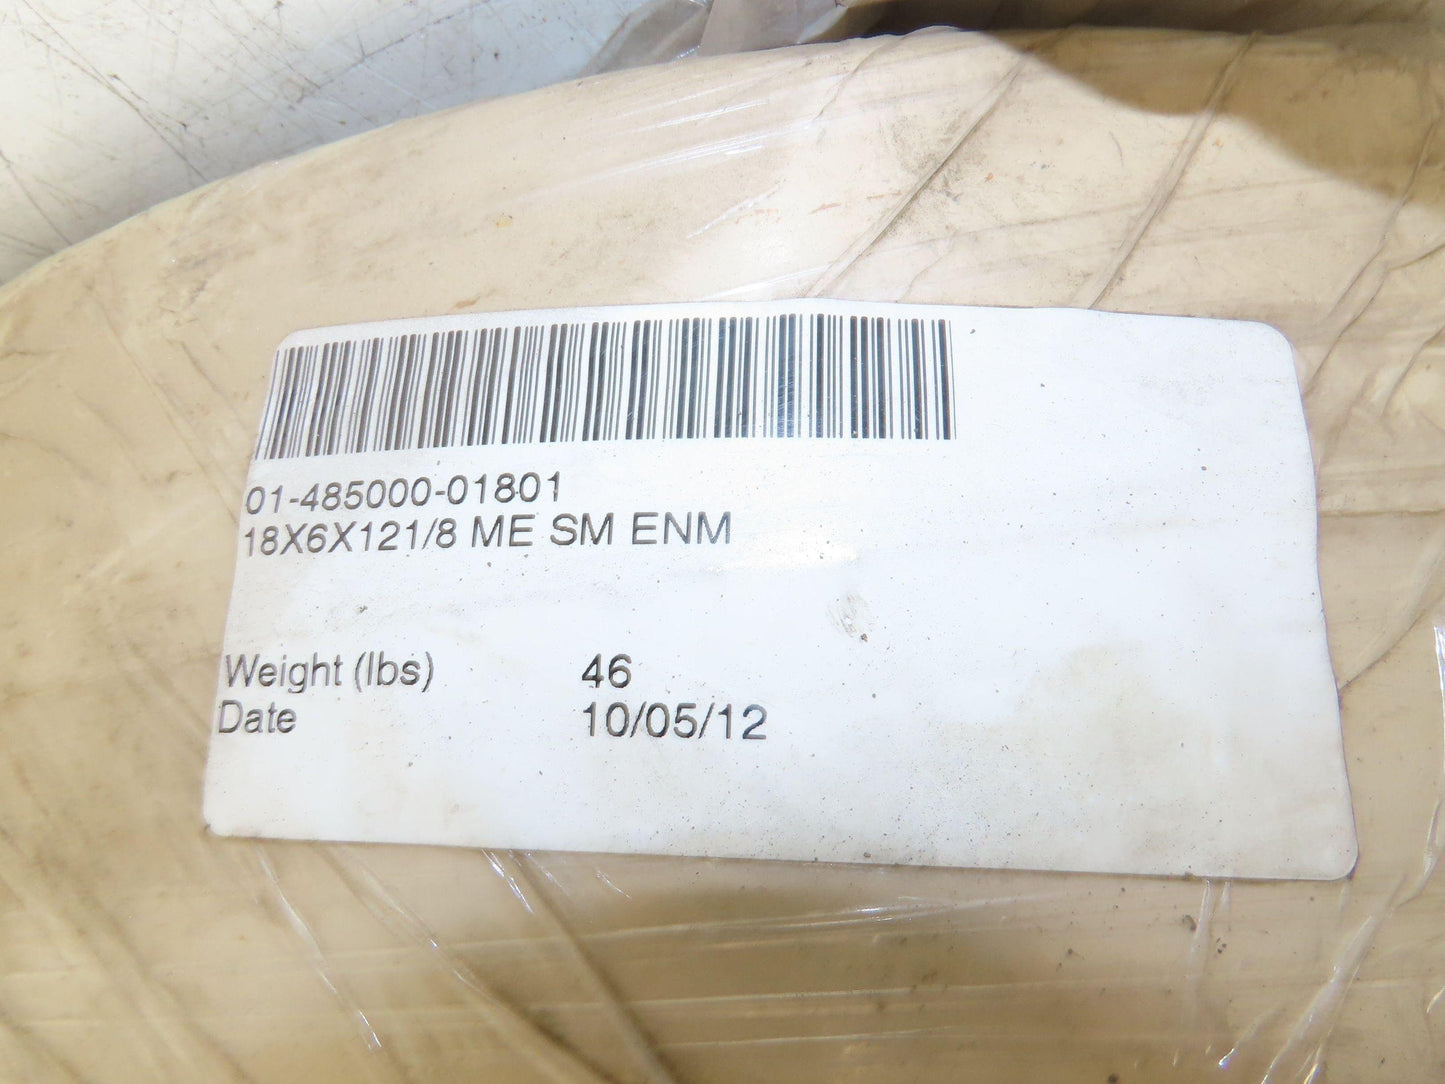 01-485000-01801
18X6X121/8 ME SM ENM
Weight (lbs) 46
Date 10/05/12